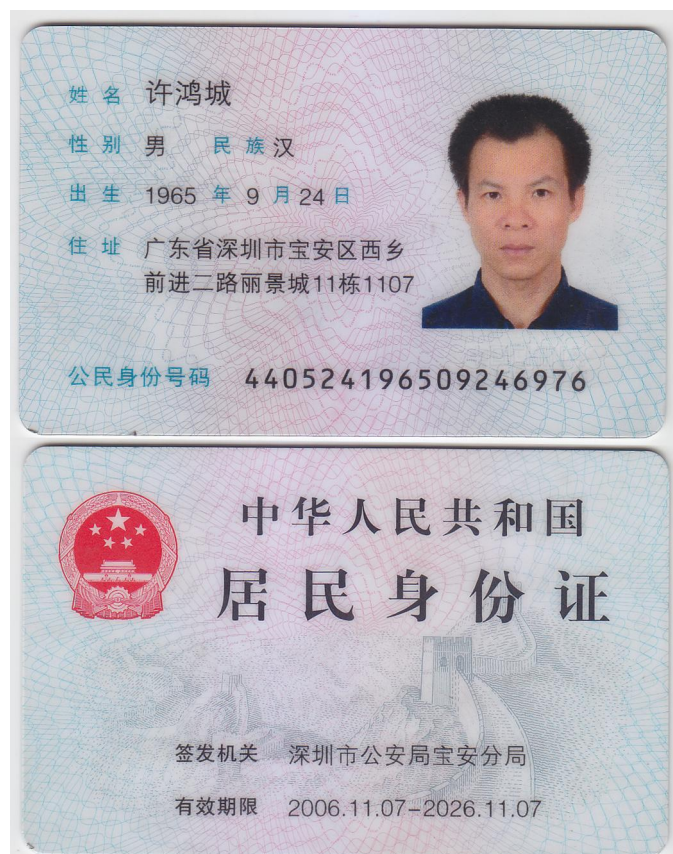 姓名 许鸿城
性别 男 民族 汉
出生 1965 年 9 月 24 日
住址 广东省深圳市宝安区西乡
前进二路丽景城11栋1107
公民身份号码 440524196509246976
中华人民共和国
居民身份证
签发机关 深圳市公安局宝安分局
有效期限 2006.11.07-2026.11.07